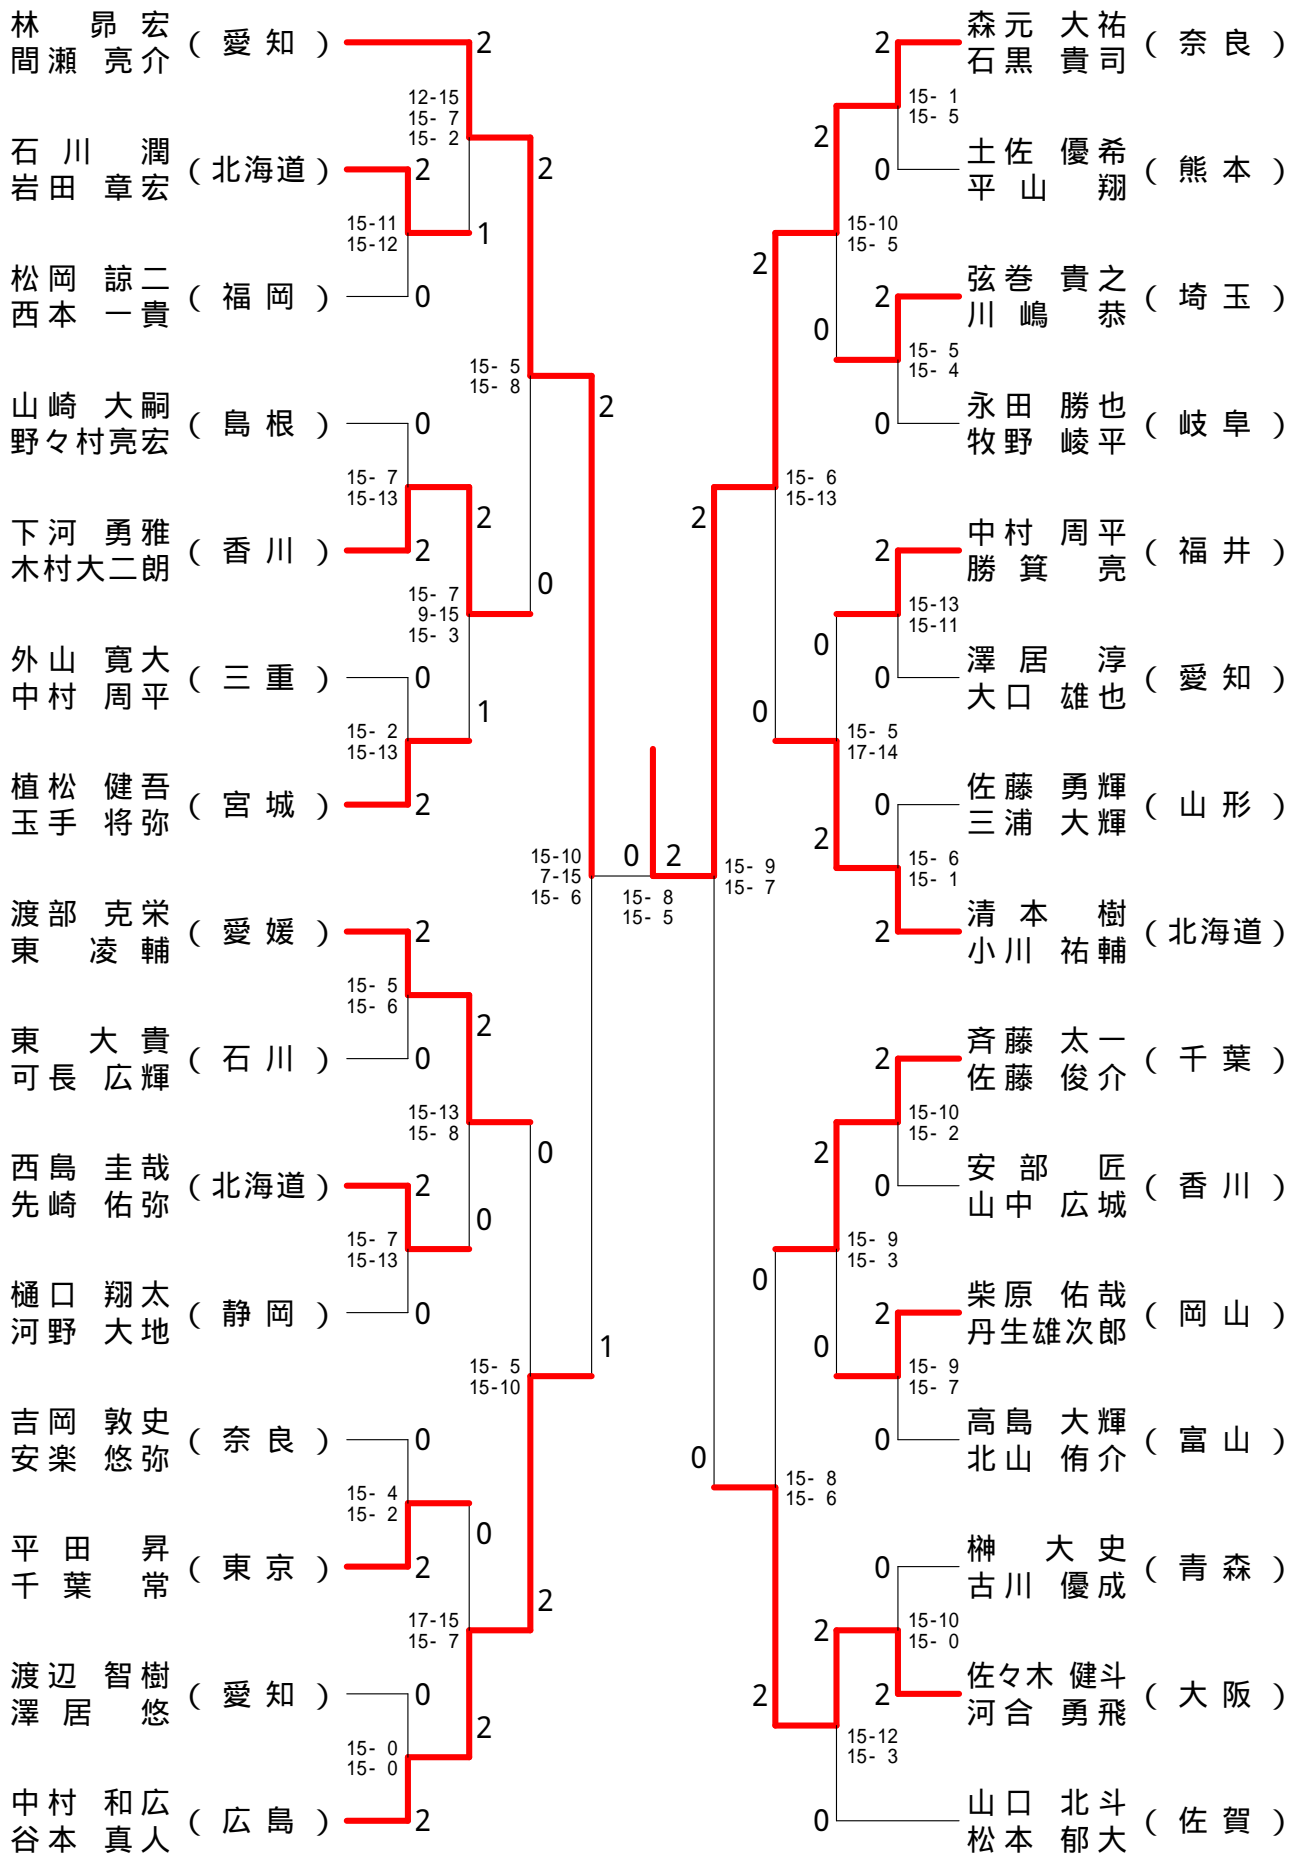 林 昴宏
間瀬 亮介
( 愛知 )
2
12-15
15- 7
15- 2
石川 潤
岩田 章宏
( 北海道 )
2
2
15-11
15-12
1
松岡 諒二
西本 一貴
( 福岡 )
0
15- 5
15- 8
山崎 大嗣
野々村亮宏
( 島根 )
0
2
15- 7
15-13
2
下河 勇雅
木村大二朗
( 香川 )
2
0
15- 7
9-15
15- 3
外山 寛大
中村 周平
( 三重 )
0
1
15- 2
15-13
植松 健吾
玉手 将弥
( 宮城 )
2
15-10
7-15
15- 6
0
2
15- 8
15- 5
渡部 克栄
東 凌輔
( 愛媛 )
2
15- 5
15- 6
2
東 大貴
可長 広輝
( 石川 )
0
15-13
15- 8
0
西島 圭哉
先崎 佑弥
( 北海道 )
2
0
15- 7
15-13
樋口 翔太
河野 大地
( 静岡 )
0
1
15- 5
15-10
吉岡 敦史
安楽 悠弥
( 奈良 )
0
15- 4
15- 2
0
平田 昇
千葉 常
( 東京 )
2
2
17-15
15- 7
渡辺 智樹
澤居 悠
( 愛知 )
0
2
15- 0
15- 0
中村 和広
谷本 真人
( 広島 )
2
2
森元 大祐
石黒 貴司
( 奈良 )
15- 1
15- 5
2
0
土佐 優希
平山 翔
( 熊本 )
15-10
15- 5
2
2
弦巻 貴之
川嶋 恭
( 埼玉 )
0
15- 5
15- 4
0
永田 勝也
牧野 崚平
( 岐阜 )
15- 6
15-13
2
2
中村 周平
勝箕 亮
( 福井 )
15-13
15-11
0
0
澤居 淳
大口 雄也
( 愛知 )
0
15- 5
17-14
0
佐藤 勇輝
三浦 大輝
( 山形 )
2
15- 6
15- 1
15- 9
15- 7
2
清本 樹
小川 祐輔
( 北海道 )
2
斉藤 太一
佐藤 俊介
( 千葉 )
15-10
15- 2
2
0
安部 匠
山中 広城
( 香川 )
15- 9
15- 3
0
2
柴原 佑哉
丹生雄次郎
( 岡山 )
0
15- 9
15- 7
0
高島 大輝
北山 侑介
( 富山 )
0
15- 8
15- 6
0
榊 大史
古川 優成
( 青森 )
2
15-10
15- 0
2
佐々木 健斗
河合 勇飛
( 大阪 )
2
15-12
15- 3
0
山口 北斗
松本 郁大
( 佐賀 )